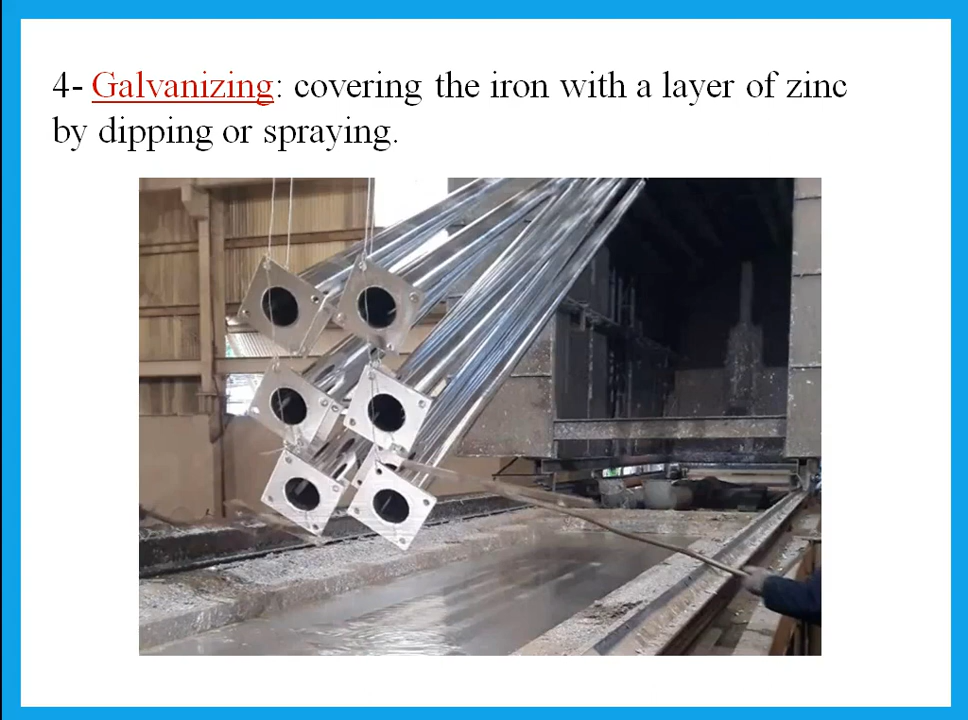 4- Galvanizing: covering the iron with a layer of zinc
by dipping or spraying.